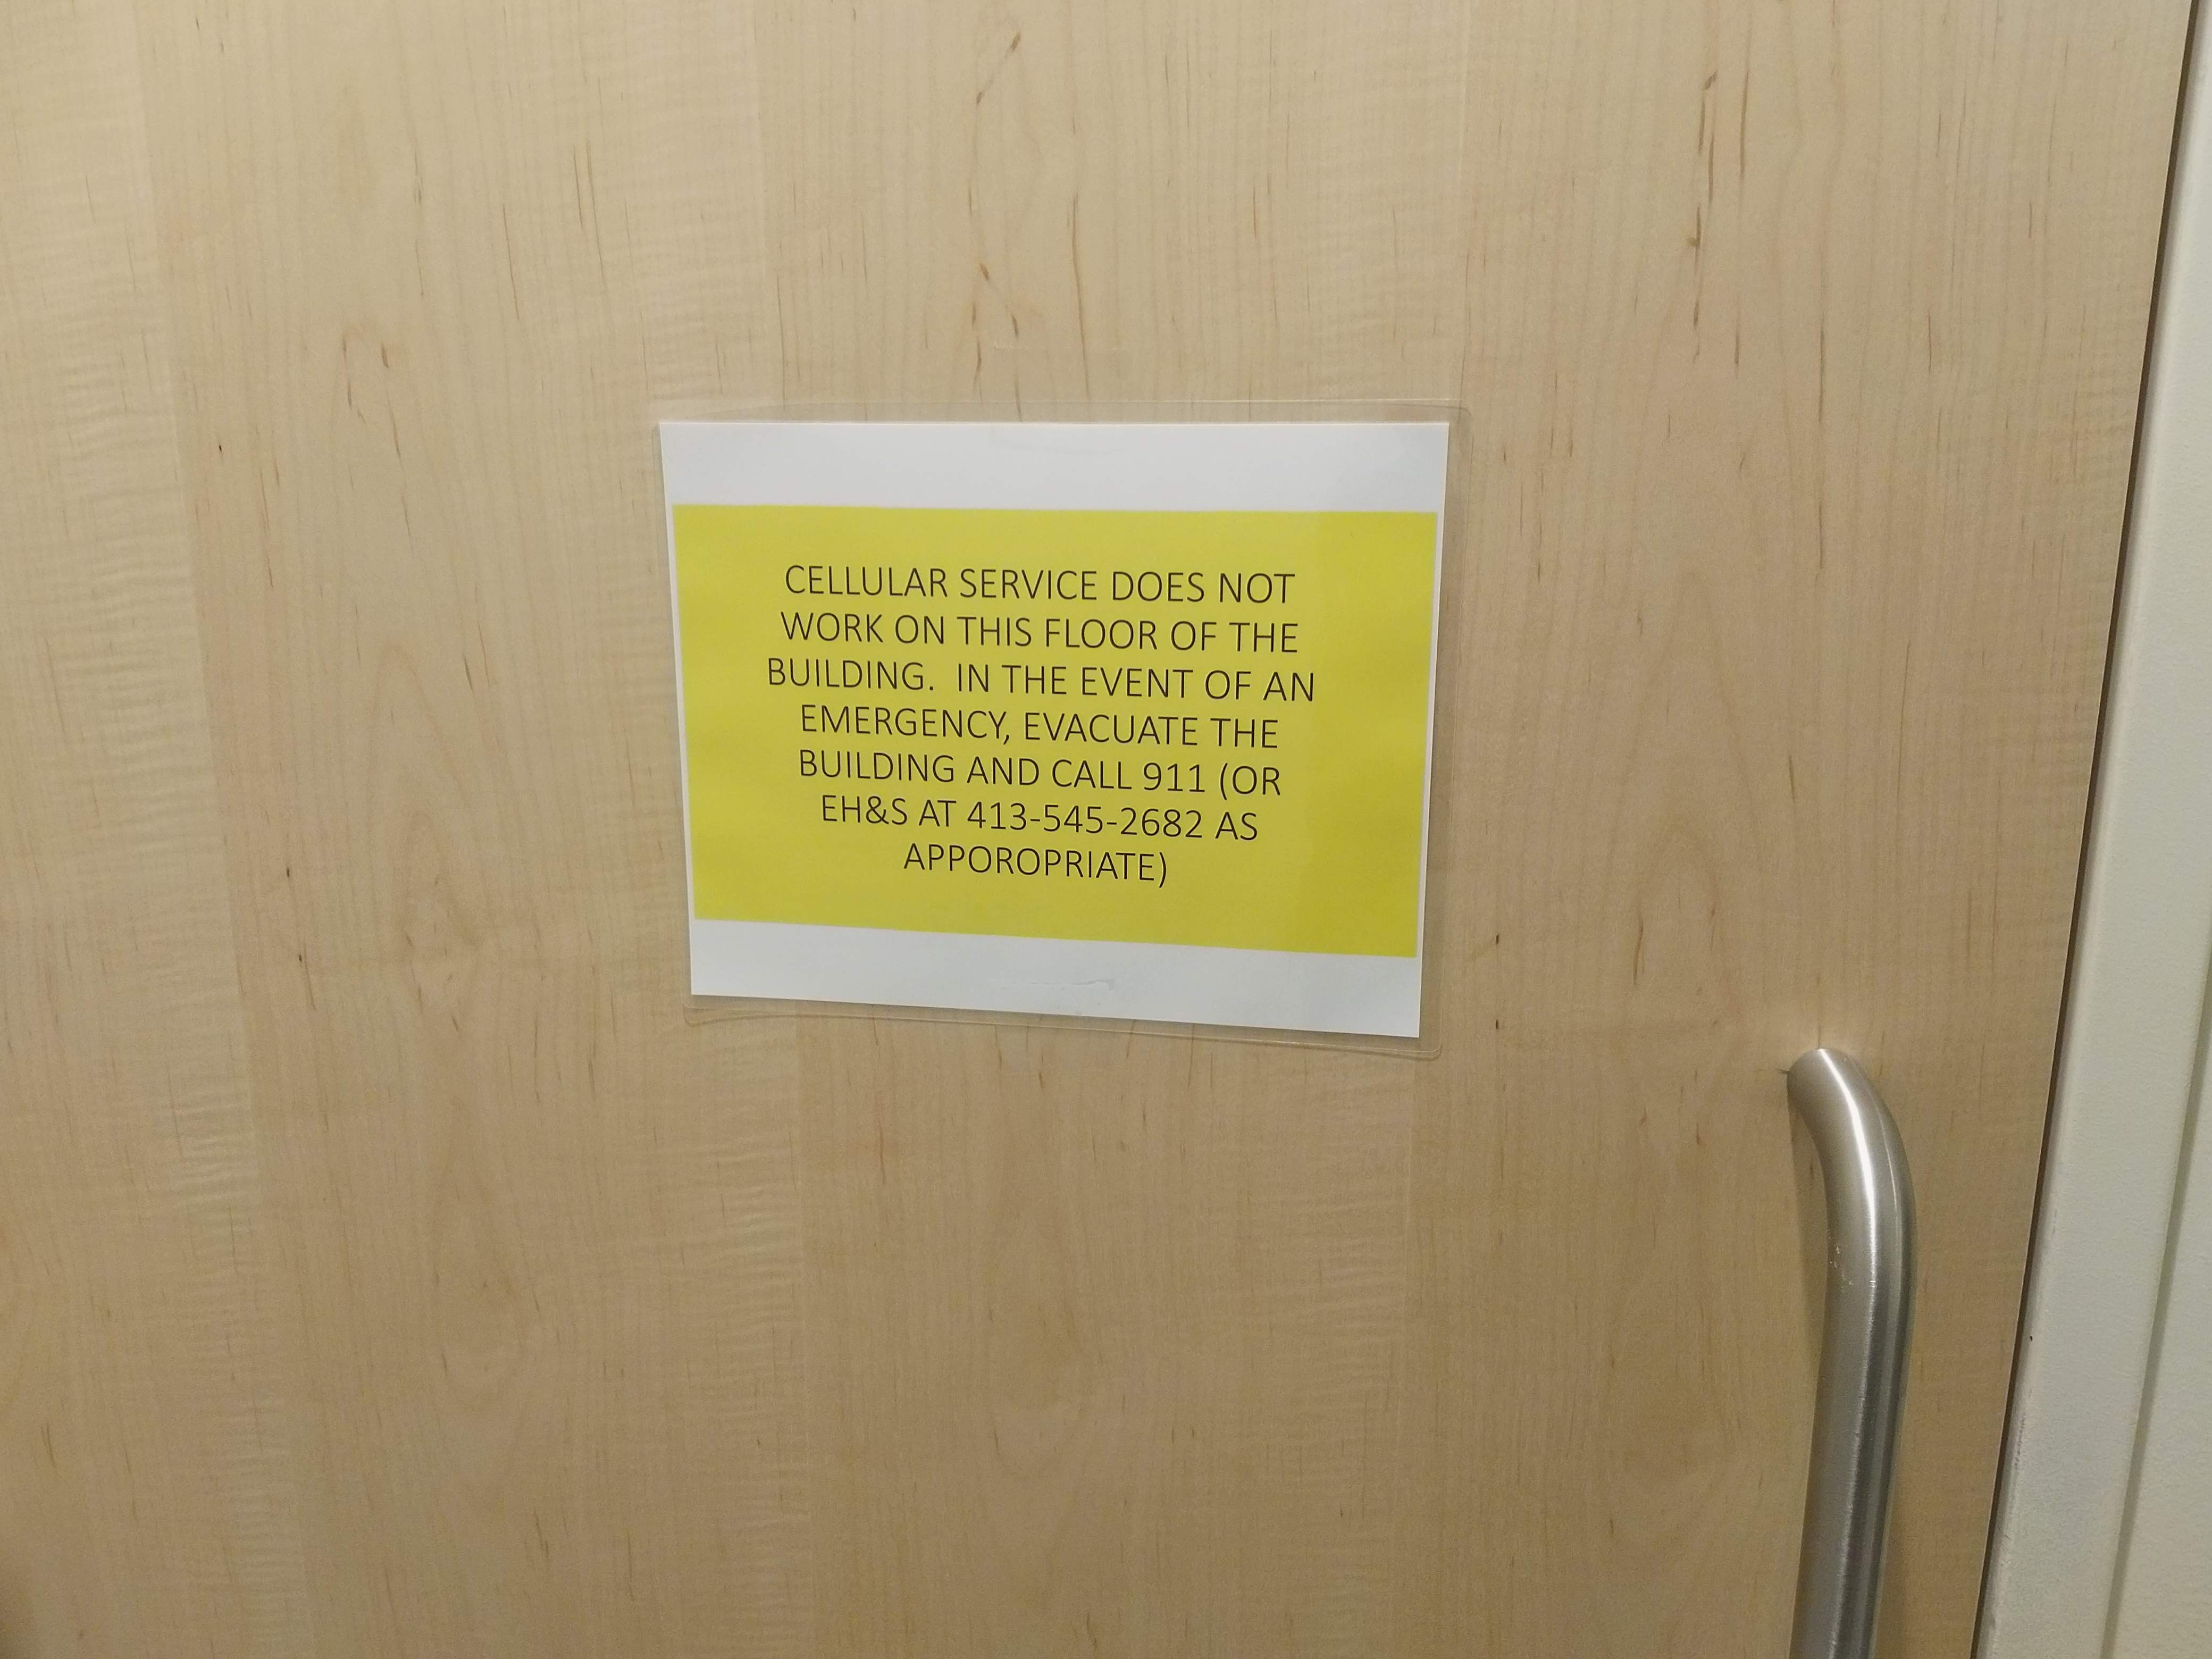 CELLULAR SERVICE DOES NOT
WORK ON THIS FLOOR OF THE
BUILDING.  IN THE EVENT OF AN
EMERGENCY, EVACUATE THE
BUILDING AND CALL 911 (OR
EH&S AT 413-545-2682 AS
APPOROPRIATE)